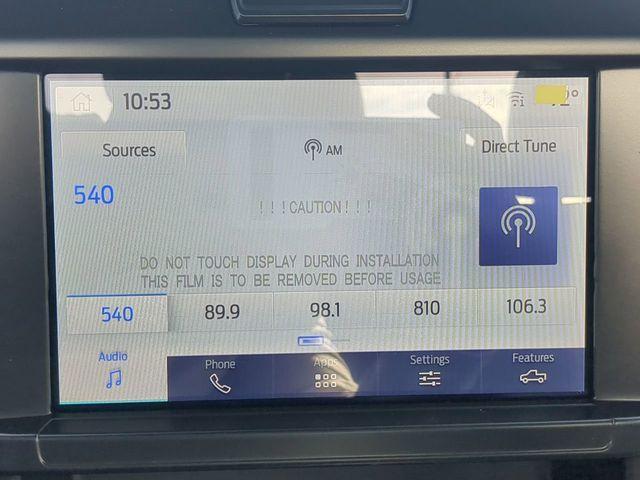 10:53
Sources
AM
Direct Tune
540
!!!CAUTION!!!
DO NOT TOUCH DISPLAY DURING INSTALLATION
THIS FILM IS TO BE REMOVED BEFORE USAGE
540 89.9 98.1 810 106.3
Audio Phone Apps Settings Features